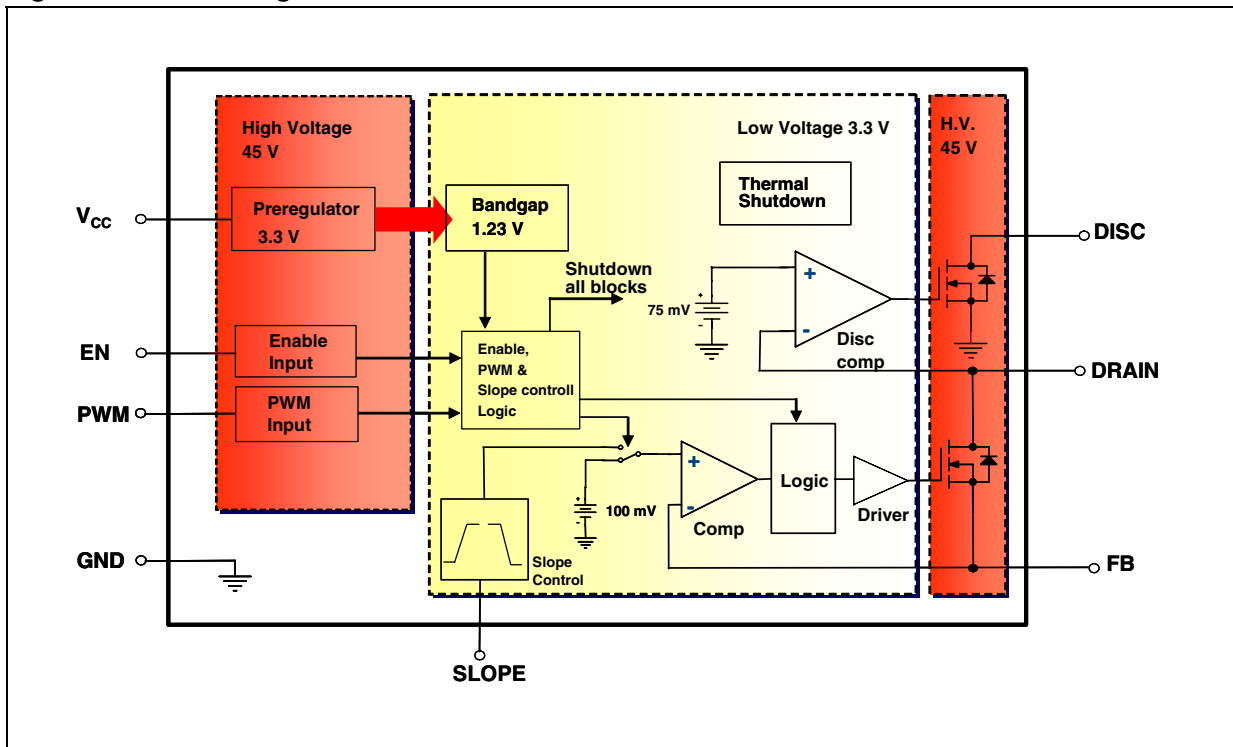 High Voltage
45 V
Low Voltage 3.3 V
H.V.
45 V
Thermal
Shutdown
VCC
Preregulator
3.3 V
Bandgap
1.23 V
DISC
Shutdown
all blocks
+
75 mV
-
+
-
Disc
comp
EN
Enable
Input
Enable,
PWM &
Slope controll
Logic
DRAIN
PWM
PWM
Input
+
100 mV
-
+
-
Comp
Logic
Driver
GND
Slope
Control
FB
SLOPE